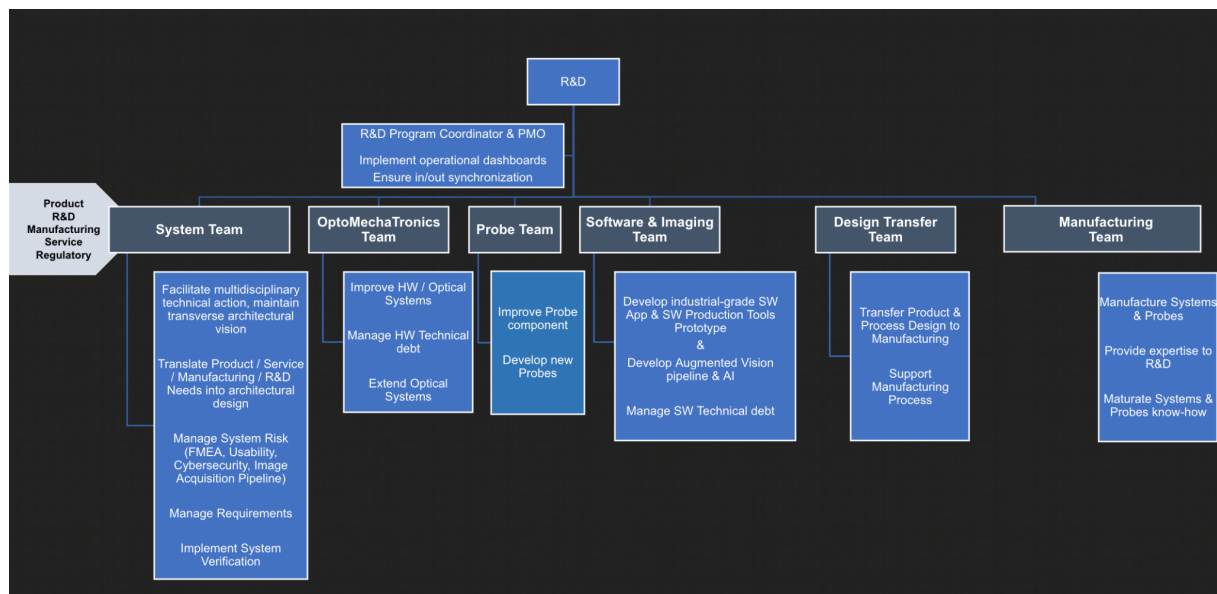 R&D
R&D Program Coordinator & PMO
Implement operational dashboards
Ensure in/out synchronization
Product
R&D
Manufacturing
Service
Regulatory
System Team
OptoMechaTronics
Team
Probe Team
Software & Imaging
Team
Design Transfer
Team
Manufacturing
Team
Facilitate multidisciplinary
technical action, maintain
transverse architectural
vision
Translate Product / Service
/ Manufacturing / R&D
Needs into architectural
design
Manage System Risk
(FMEA, Usability,
Cybersecurity, Image
Acquisition Pipeline)
Manage Requirements
Implement System
Verification
Improve HW / Optical
Systems
Manage HW Technical
debt
Extend Optical
Systems
Improve Probe
component
Develop new
Probes
Develop industrial-grade SW
App & SW Production Tools
Prototype
&
Develop Augmented Vision
pipeline & AI
Manage SW Technical debt
Transfer Product &
Process Design to
Manufacturing
Support
Manufacturing
Process
Manufacture Systems
& Probes
Provide expertise to
R&D
Maturate Systems &
Probes know-how